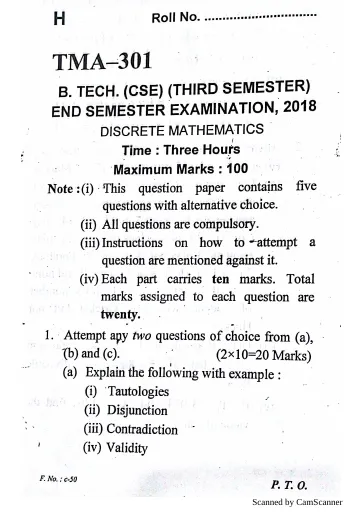 H Roll No. ..............................
TMA–301
B. TECH. (CSE) (THIRD SEMESTER)
END SEMESTER EXAMINATION, 2018
DISCRETE MATHEMATICS
Time : Three Hours
Maximum Marks : 100
Note : (i) This question paper contains five
questions with alternative choice.
(ii) All questions are compulsory.
(iii) Instructions on how to attempt a
question are mentioned against it.
(iv) Each part carries ten marks. Total
marks assigned to each question are
twenty.
1. Attempt apy two questions of choice from (a),
(b) and (c). (2×10=20 Marks)
(a) Explain the following with example :
(i) Tautologies
(ii) Disjunction
(iii) Contradiction
(iv) Validity
F. No. : c-50 P. T. O.
Scanned by CamScanner